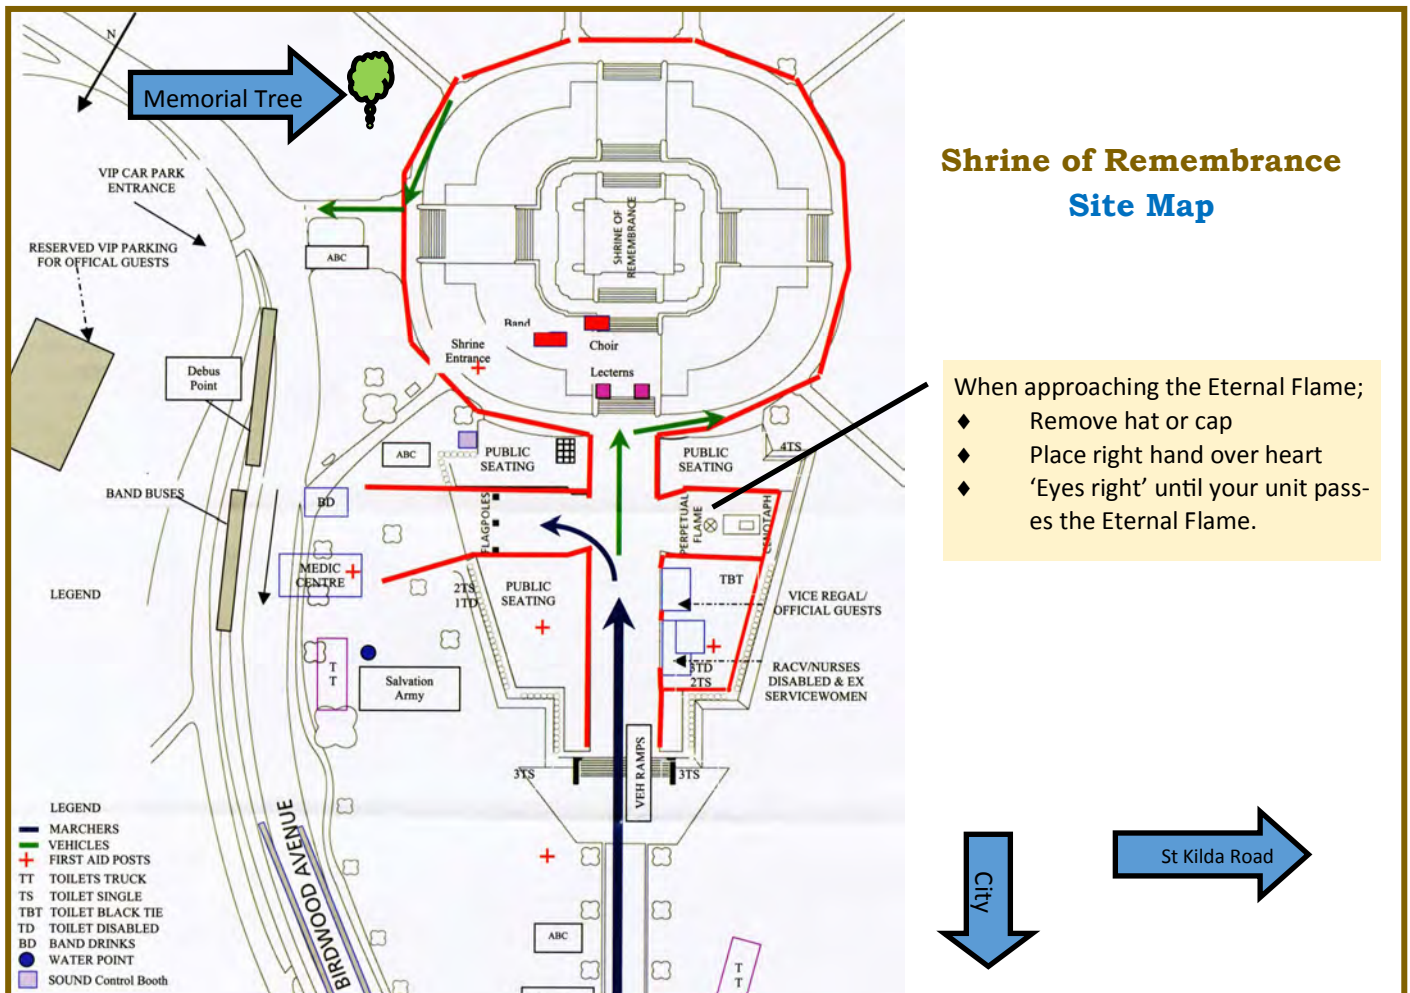 N
Memorial Tree
Shrine of Remembrance
Site Map
VIP CAR PARK
ENTRANCE
RESERVED VIP PARKING
FOR OFFICAL GUESTS
ABC
SHRINE OF
REMEMBRANCE
Band
Choir
Shrine
Entrance
Lecterns
Debus
Point
When approaching the Eternal Flame;
♦ Remove hat or cap
♦ Place right hand over heart
♦ ‘Eyes right’ until your unit pass-
es the Eternal Flame.
ABC
PUBLIC
SEATING
PUBLIC
SEATING
4TS
BAND BUSES
BD
FLAGPOLES
PERPETUAL
FLAME
CENOTAPH
MEDIC
CENTRE
LEGEND
2TS
1TD
PUBLIC
SEATING
TBT
VICE REGAL/
OFFICIAL GUESTS
T
T
Salvation
Army
3TD
2TS
RACV/NURSES
DISABLED & EX
SERVICEWOMEN
3TS
VEH RAMPS
3TS
LEGEND
MARCHERS
VEHICLES
FIRST AID POSTS
TT TOILETS TRUCK
TS TOILET SINGLE
TBT TOILET BLACK TIE
TD TOILET DISABLED
BD BAND DRINKS
WATER POINT
SOUND Control Booth
BIRDWOOD AVENUE
ABC
T
T
City
St Kilda Road